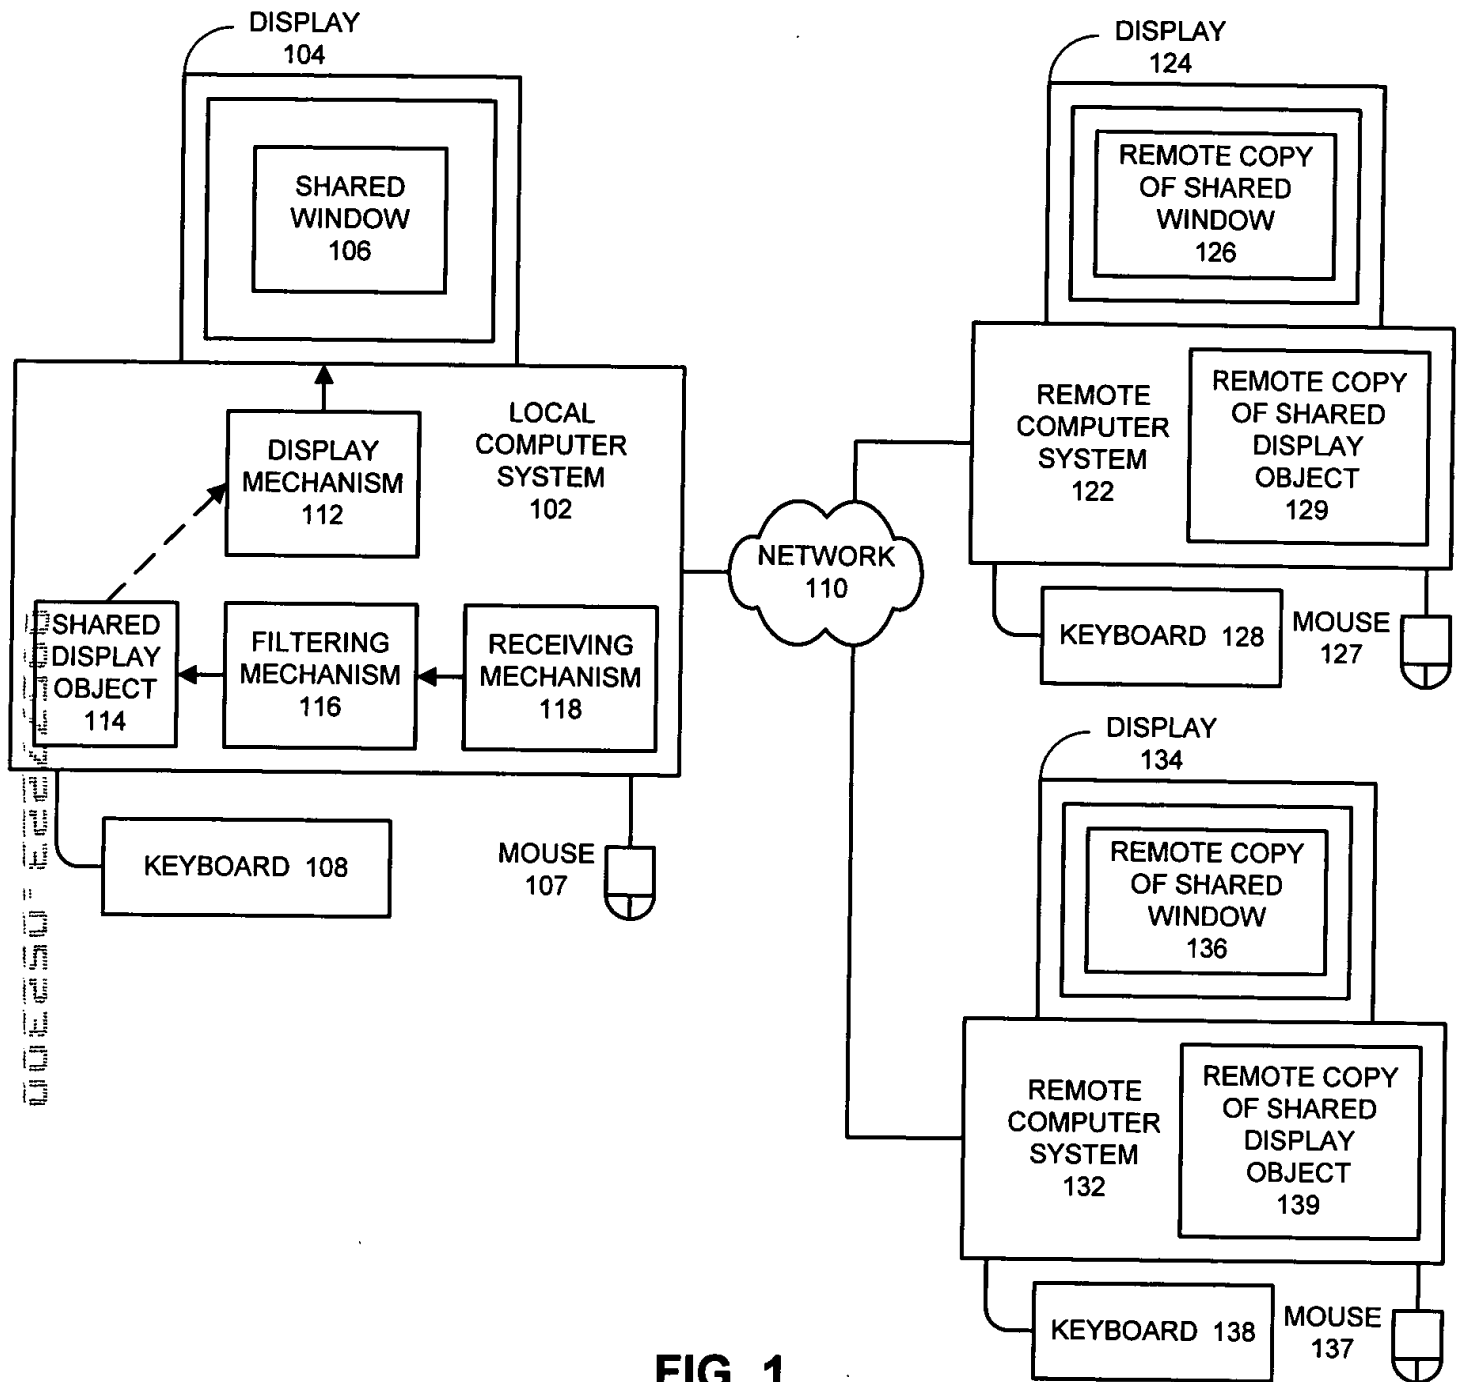 DISPLAY
104
SHARED
WINDOW
106
DISPLAY
MECHANISM
112
LOCAL
COMPUTER
SYSTEM
102
SHARED
DISPLAY
OBJECT
114
FILTERING
MECHANISM
116
RECEIVING
MECHANISM
118
KEYBOARD 108
MOUSE
107
NETWORK
110
DISPLAY
124
REMOTE COPY
OF SHARED
WINDOW
126
REMOTE
COMPUTER
SYSTEM
122
REMOTE COPY
OF SHARED
DISPLAY
OBJECT
129
KEYBOARD 128
MOUSE
127
DISPLAY
134
REMOTE COPY
OF SHARED
WINDOW
136
REMOTE
COMPUTER
SYSTEM
132
REMOTE COPY
OF SHARED
DISPLAY
OBJECT
139
KEYBOARD 138
MOUSE
137
FIG. 1